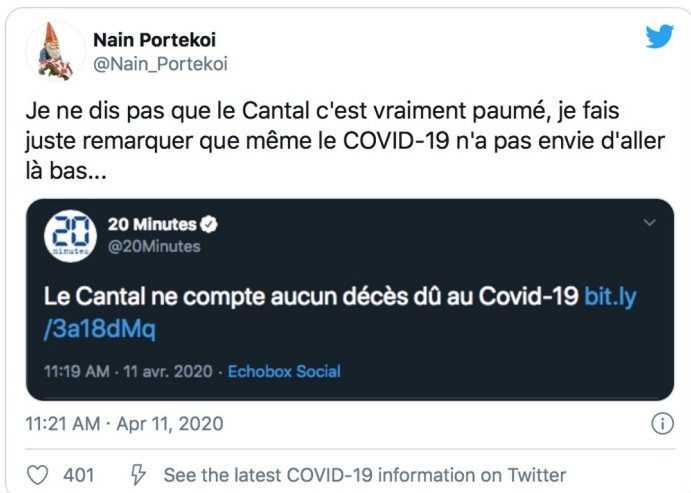 Nain Portekoi
@Nain_Portekoi
Je ne dis pas que le Cantal c'est vraiment paumé, je fais
juste remarquer que même le COVID-19 n'a pas envie d'aller
là bas...
20 minutes
20 Minutes
@20Minutes
Le Cantal ne compte aucun décès dû au Covid-19 bit.ly
/3a18dMq
11:19 AM · 11 avr. 2020 · Echobox Social
11:21 AM · Apr 11, 2020
401 See the latest COVID-19 information on Twitter